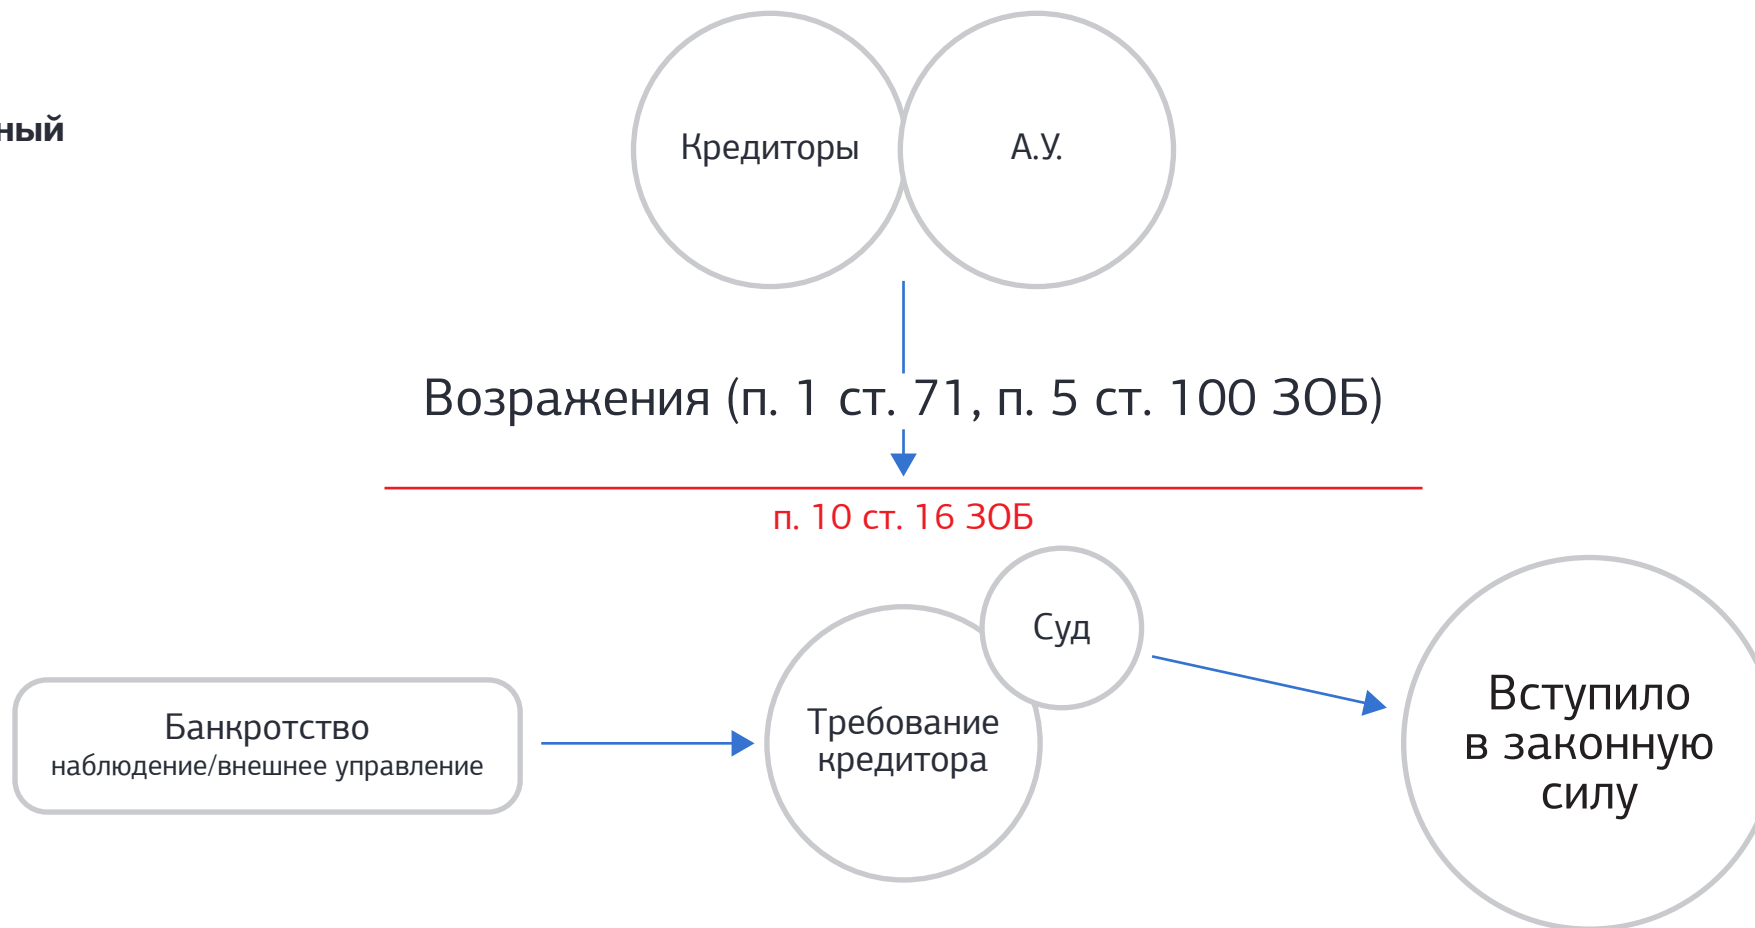 Кредиторы
А.У.
Возражения (п. 1 ст. 71, п. 5 ст. 100 ЗОБ)
п. 10 ст. 16 ЗОБ
Суд
Банкротство
наблюдение/внешнее управление
Требование
кредитора
Вступило
в законную
силу